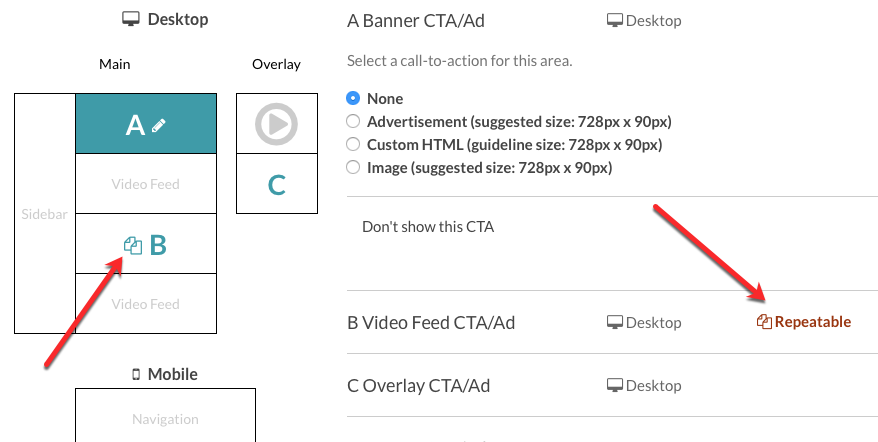 Desktop
Main
Overlay
A
Video Feed
Sidebar
C
B
Video Feed
Mobile
Navigation
A Banner CTA/Ad
Desktop
Select a call-to-action for this area.
None
Advertisement (suggested size: 728px x 90px)
Custom HTML (guideline size: 728px x 90px)
Image (suggested size: 728px x 90px)
Don't show this CTA
B Video Feed CTA/Ad
Desktop
Repeatable
C Overlay CTA/Ad
Desktop